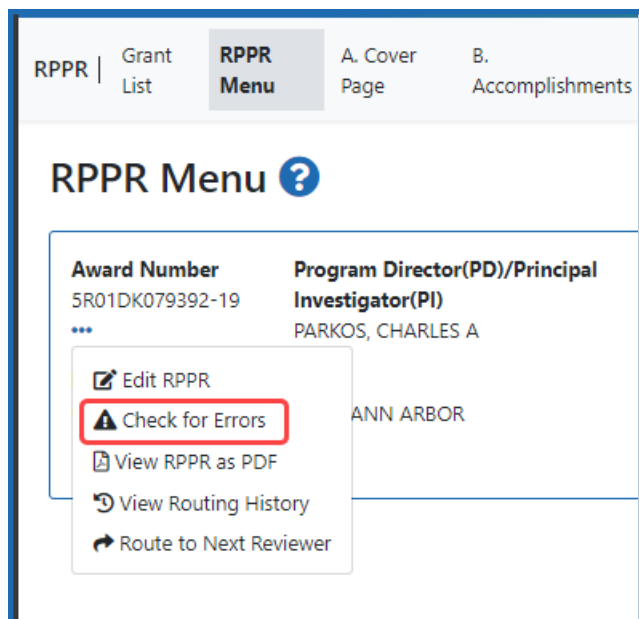 RPPR | Grant List RPPR Menu A. Cover Page B. Accomplishments
RPPR Menu ?
Award Number
5R01DK079392-19
•••
Program Director(PD)/Principal
Investigator(PI)
PARKOS, CHARLES A
ANN ARBOR
Edit RPPR
Check for Errors
View RPPR as PDF
View Routing History
Route to Next Reviewer